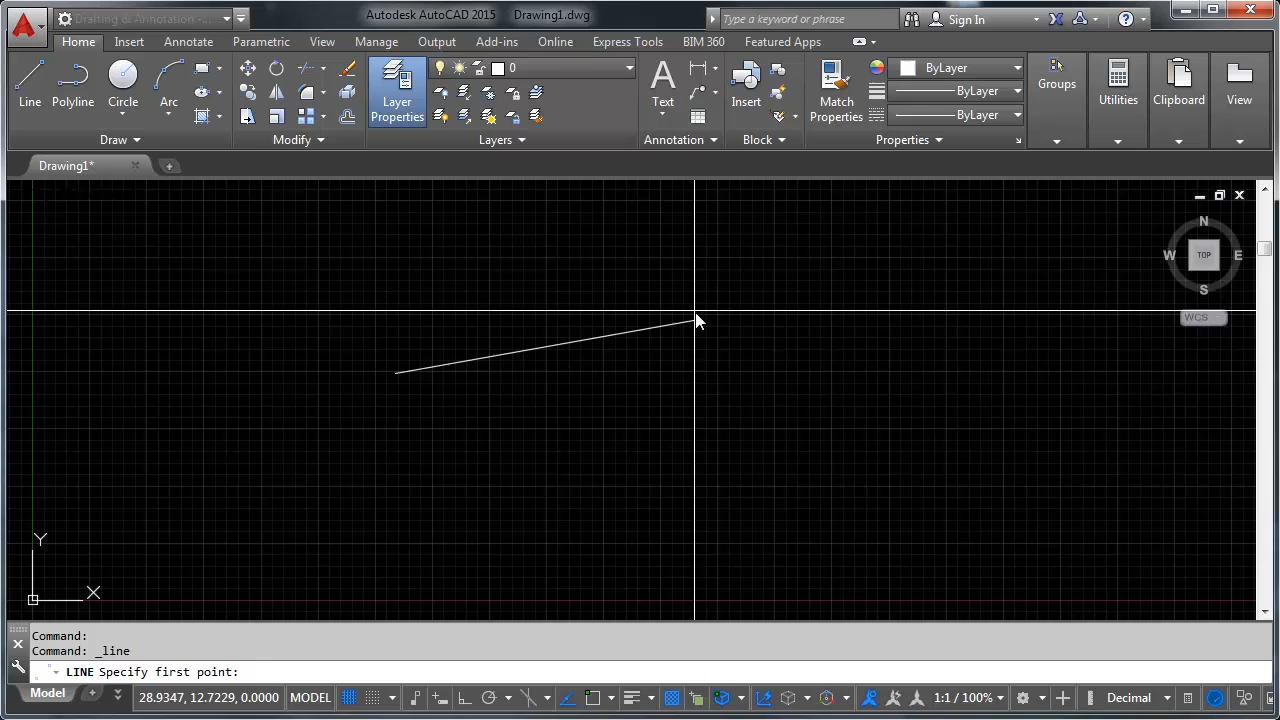 Drafting & Annotation - Autodesk AutoCAD 2015 Drawing1.dwg Type a keyword or phrase Sign In
Home Insert Annotate Parametric View Manage Output Add-ins Online Express Tools BIM 360 Featured Apps
Line Polyline Circle Arc
Layer Properties
0
Text
Insert
Match Properties
ByLayer
ByLayer
ByLayer
Groups Utilities Clipboard View
Draw Modify Layers Annotation Block Properties
Drawing1*
N
W TOP E
S
WCS
Y
X
Command:
Command: _line
LINE Specify first point:
Model
28.9347, 12.7229, 0.0000 MODEL 1:1 / 100% Decimal